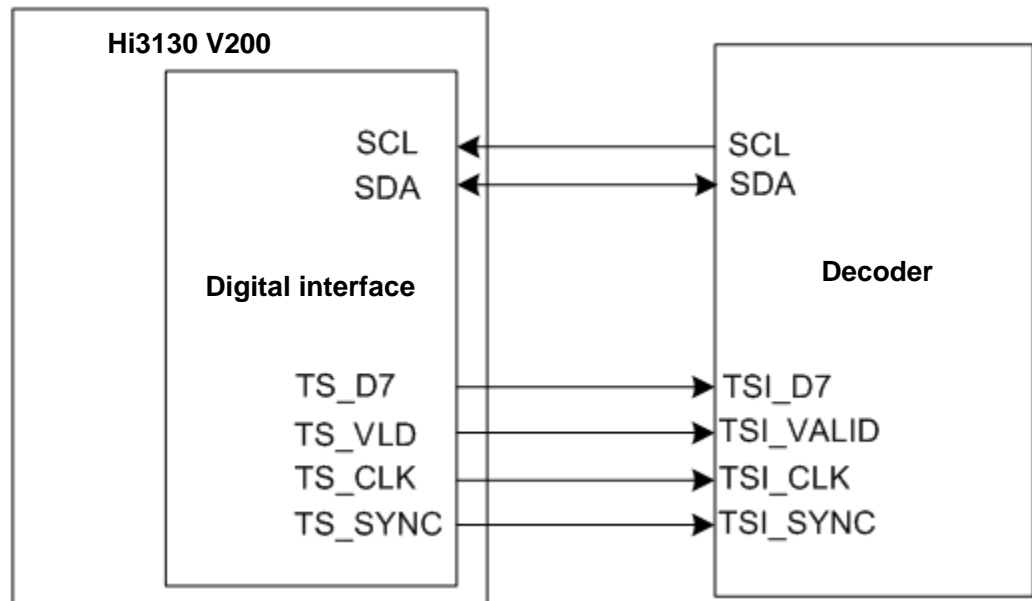 Hi3130 V200
SCL
SCL
SDA
SDA
Digital interface
Decoder
TS_D7
TSI_D7
TS_VLD
TSI_VALID
TS_CLK
TSI_CLK
TS_SYNC
TSI_SYNC